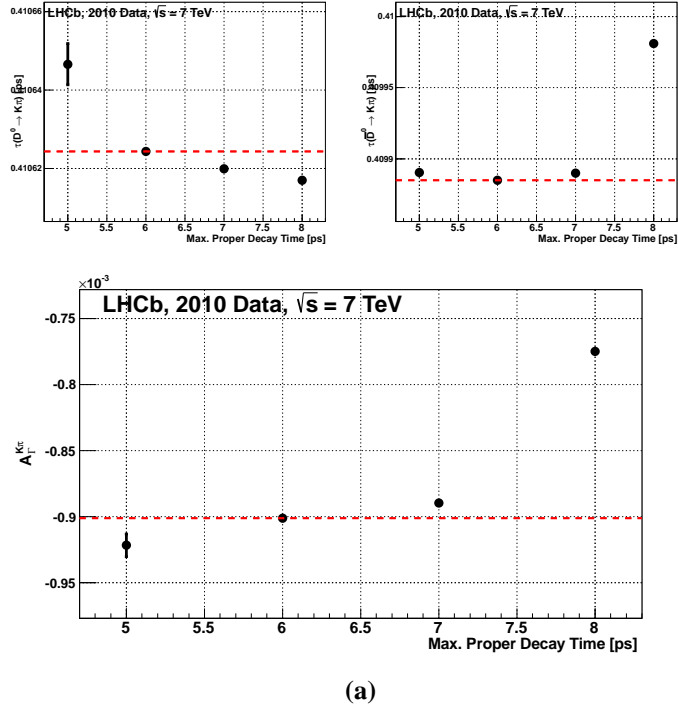 LHCb, 2010 Data, √s = 7 TeV
τ(D⁰ → Kπ) [ps]
0.41066
0.41064
0.41062
5 5.5 6 6.5 7 7.5 8
Max. Proper Decay Time [ps]
LHCb, 2010 Data, √s = 7 TeV
τ(D̅⁰ → Kπ) [ps]
0.41
0.40995
0.4099
5 5.5 6 6.5 7 7.5 8
Max. Proper Decay Time [ps]
×10⁻³
LHCb, 2010 Data, √s = 7 TeV
A_Γ^Kπ
-0.75
-0.8
-0.85
-0.9
-0.95
5 5.5 6 6.5 7 7.5 8
Max. Proper Decay Time [ps]
(a)